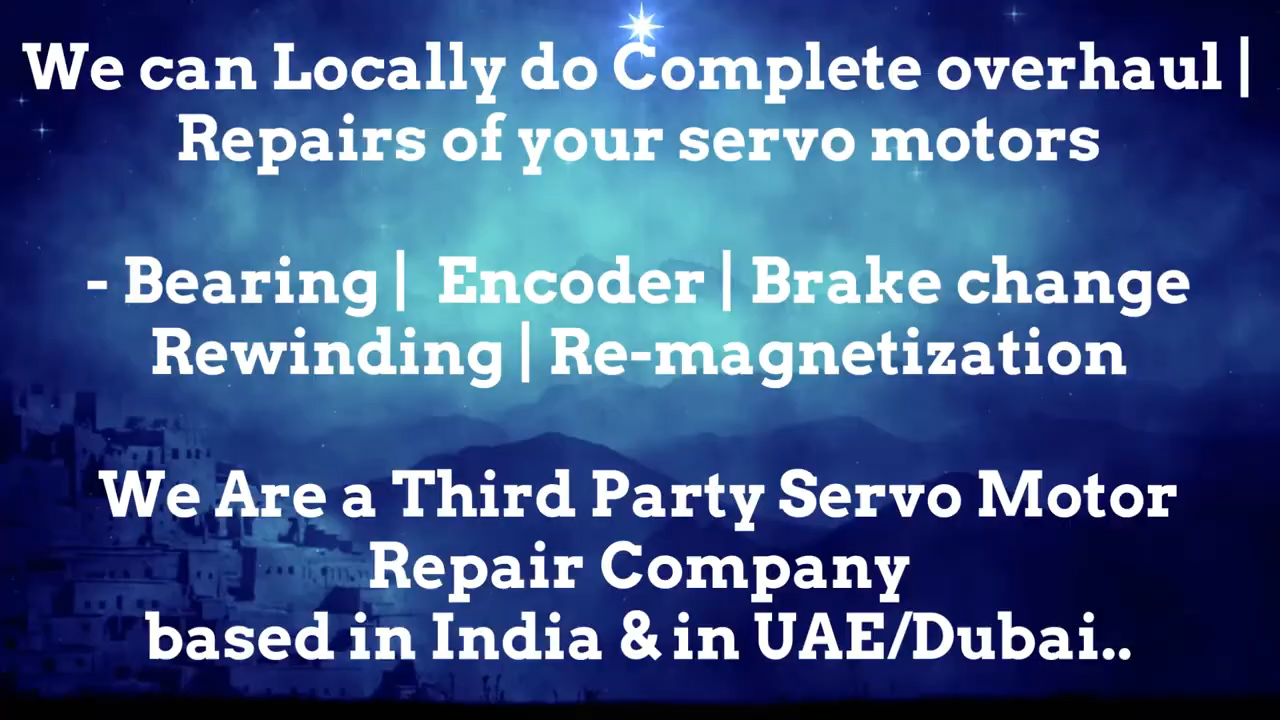 We can Locally do Complete overhaul |
Repairs of your servo motors
- Bearing | Encoder | Brake change
Rewinding | Re-magnetization
We Are a Third Party Servo Motor
Repair Company
based in India & in UAE/Dubai..